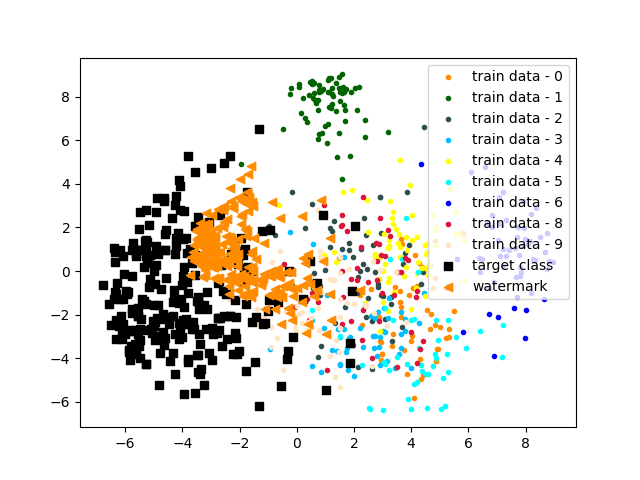 train data - 0
train data - 1
train data - 2
train data - 3
train data - 4
train data - 5
train data - 6
train data - 8
train data - 9
target class
watermark
8
6
4
2
0
−2
−4
−6
−6 −4 −2 0 2 4 6 8